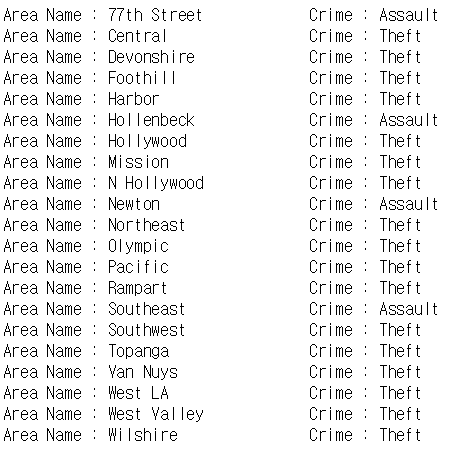 Area Name : 77th Street Crime : Assault
Area Name : Central Crime : Theft
Area Name : Devonshire Crime : Theft
Area Name : Foothill Crime : Theft
Area Name : Harbor Crime : Theft
Area Name : Hollenbeck Crime : Assault
Area Name : Hollywood Crime : Theft
Area Name : Mission Crime : Theft
Area Name : N Hollywood Crime : Theft
Area Name : Newton Crime : Assault
Area Name : Northeast Crime : Theft
Area Name : Olympic Crime : Theft
Area Name : Pacific Crime : Theft
Area Name : Rampart Crime : Theft
Area Name : Southeast Crime : Assault
Area Name : Southwest Crime : Theft
Area Name : Topanga Crime : Theft
Area Name : Van Nuys Crime : Theft
Area Name : West LA Crime : Theft
Area Name : West Valley Crime : Theft
Area Name : Wilshire Crime : Theft